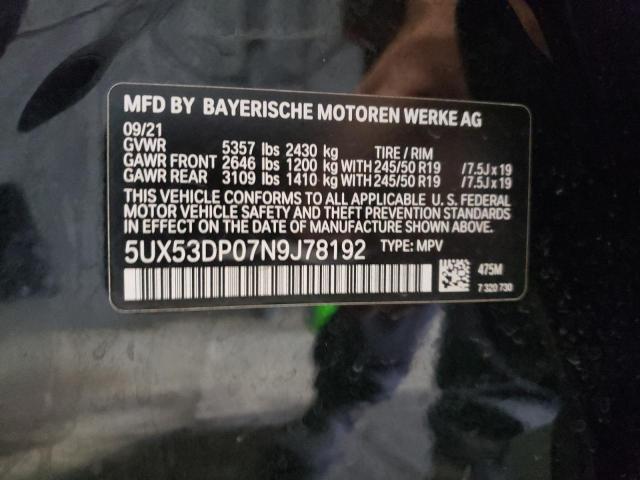 MFD BY BAYERISCHE MOTOREN WERKE AG
09/21
GVWR 5357 lbs 2430 kg TIRE / RIM
GAWR FRONT 2646 lbs 1200 kg WITH 245/50 R19 /7.5J x 19
GAWR REAR 3109 lbs 1410 kg WITH 245/50 R19 /7.5J x 19
THIS VEHICLE CONFORMS TO ALL APPLICABLE U. S. FEDERAL
MOTOR VEHICLE SAFETY AND THEFT PREVENTION STANDARDS
IN EFFECT ON THE DATE OF MANUFACTURE SHOWN ABOVE.
5UX53DP07N9J78192 TYPE: MPV
475M
7 320 730